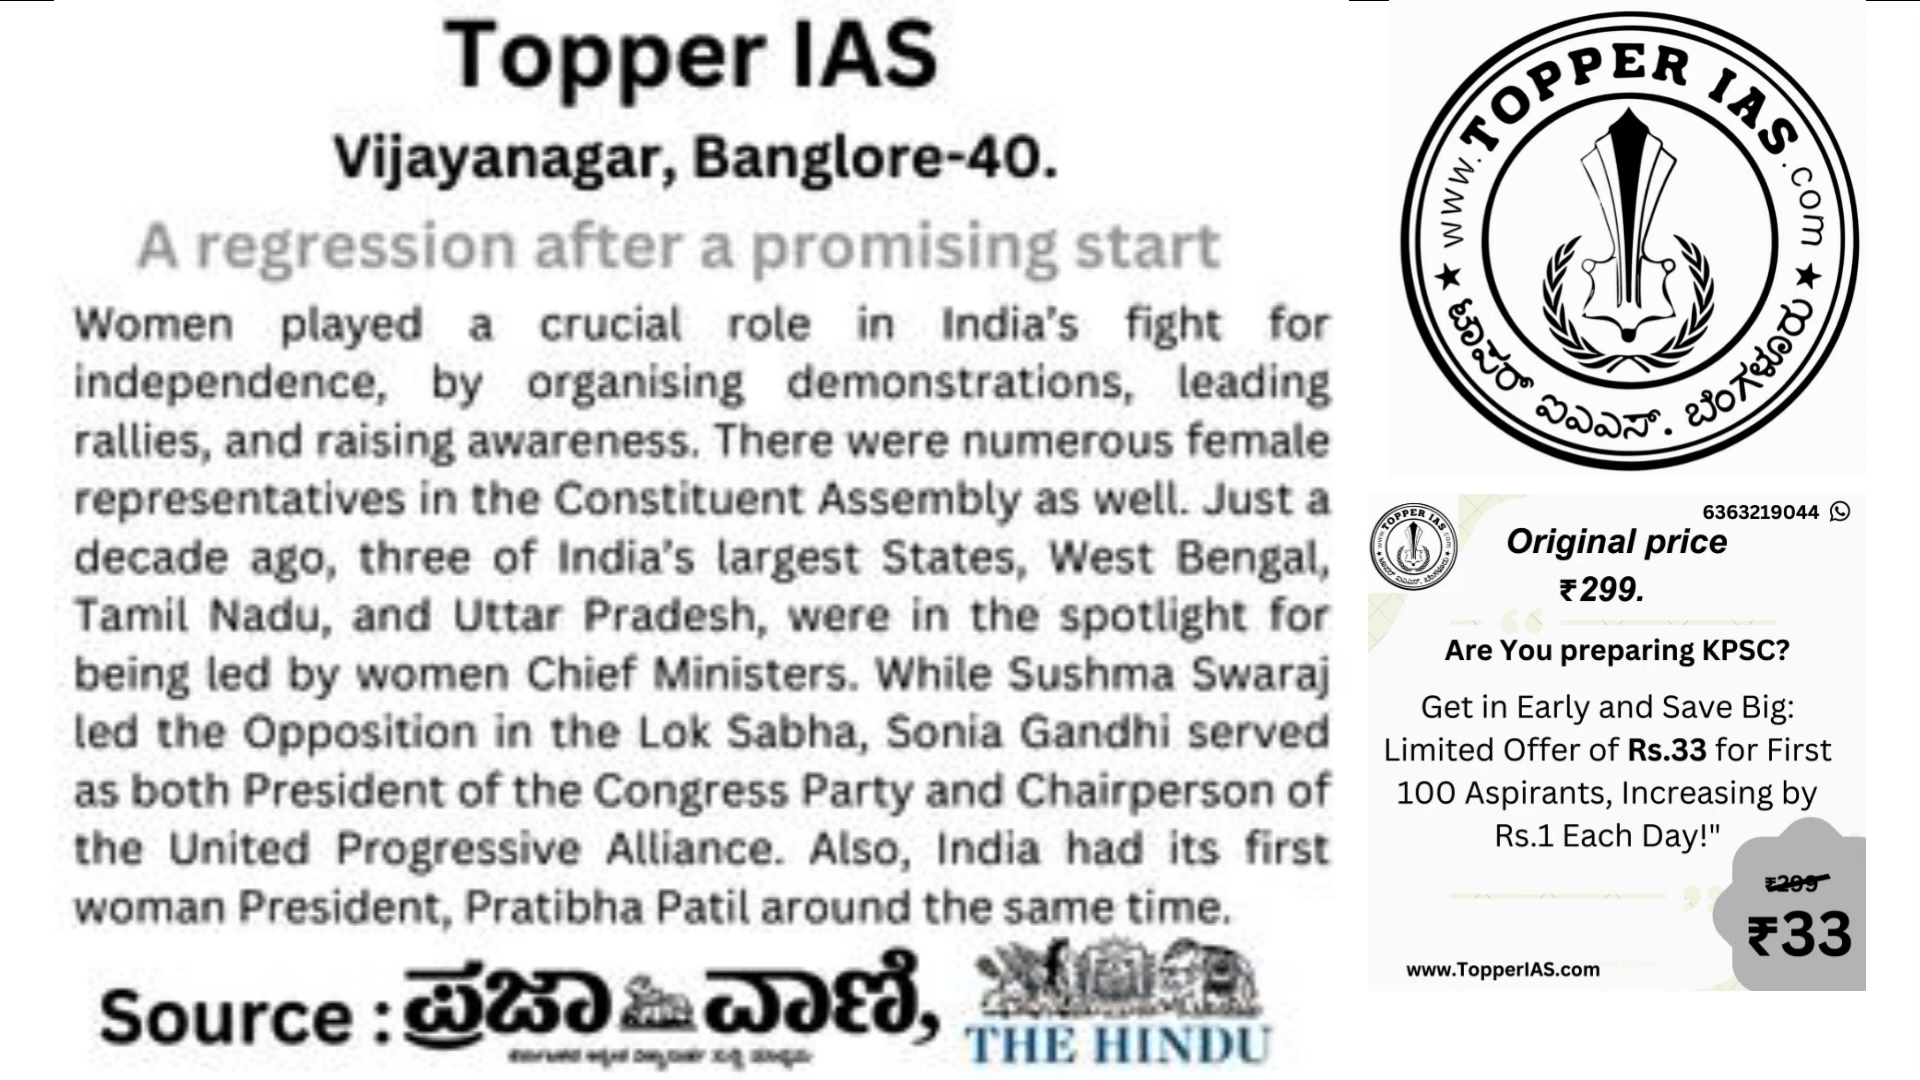 Topper IAS
Vijayanagar, Banglore-40.
A regression after a promising start
Women played a crucial role in India's fight for
independence, by organising demonstrations, leading
rallies, and raising awareness. There were numerous female
representatives in the Constituent Assembly as well. Just a
decade ago, three of India's largest States, West Bengal,
Tamil Nadu, and Uttar Pradesh, were in the spotlight for
being led by women Chief Ministers. While Sushma Swaraj
led the Opposition in the Lok Sabha, Sonia Gandhi served
as both President of the Congress Party and Chairperson of
the United Progressive Alliance. Also, India had its first
woman President, Pratibha Patil around the same time.
Source : ಪ್ರಜಾವಾಣಿ, THE HINDU
www.TOPPER IAS.com
★ ಟಾಪರ್ ಐಎಎಸ್. ಬೆಂಗಳೂರು ★
TOPPER IAS
6363219044
Original price
₹299.
Are You preparing KPSC?
Get in Early and Save Big:
Limited Offer of Rs.33 for First
100 Aspirants, Increasing by
Rs.1 Each Day!"
₹299
₹33
www.TopperIAS.com